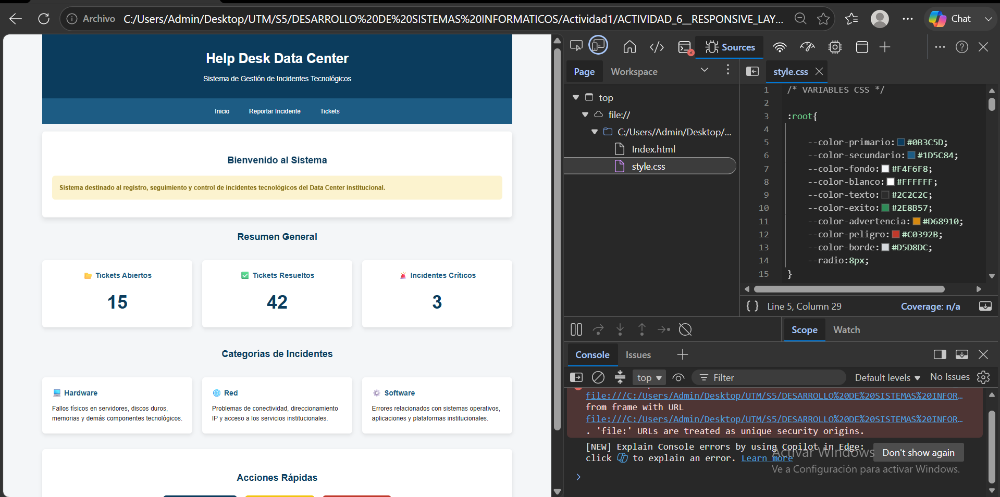 Archivo C:/Users/Admin/Desktop/UTM/S5/DESARROLLO%20DE%20SISTEMAS%20INFORMATICOS/Actividad1/ACTIVIDAD_6__RESPONSIVE_LAY...
Chat
Help Desk Data Center
Sistema de Gestión de Incidentes Tecnológicos
Inicio Reportar Incidente Tickets
Bienvenido al Sistema
Sistema destinado al registro, seguimiento y control de incidentes tecnológicos del Data Center institucional.
Resumen General
Tickets Abiertos
15
Tickets Resueltos
42
Incidentes Críticos
3
Categorías de Incidentes
Hardware
Fallos físicos en servidores, discos duros,
memorias y demás componentes tecnológicos.
Red
Problemas de conectividad, direccionamiento
IP y acceso a los servicios institucionales.
Software
Errores relacionados con sistemas operativos,
aplicaciones y plataformas institucionales.
Acciones Rápidas
Sources
Page Workspace
top
file://
C:/Users/Admin/Desktop/...
Index.html
style.css
style.css
1 /* VARIABLES CSS */
2
3 :root{
4
5 --color-primario:#0B3C5D;
6 --color-secundario:#1D5C84;
7 --color-fondo:#F4F6F8;
8 --color-blanco:#FFFFFF;
9 --color-texto:#2C2C2C;
10 --color-exito:#2E8B57;
11 --color-advertencia:#D68910;
12 --color-peligro:#C0392B;
13 --color-borde:#D5D8DC;
14 --radio:8px;
15 }
{ } Line 5, Column 29 Coverage: n/a
Scope Watch
Console Issues
top Filter Default levels No Issues
file:///C:/Users/Admin/Desktop/UTM/S5/DESARROLLO%20DE%20SISTEMAS%20INFOR...
from frame with URL
file:///C:/Users/Admin/Desktop/UTM/S5/DESARROLLO%20DE%20SISTEMAS%20INFOR...
. 'file:' URLs are treated as unique security origins.
[NEW] Explain Console errors by using Copilot in Edge:
click to explain an error. Learn more
Don't show again
Activar Windows
Ve a Configuración para activar Windows.